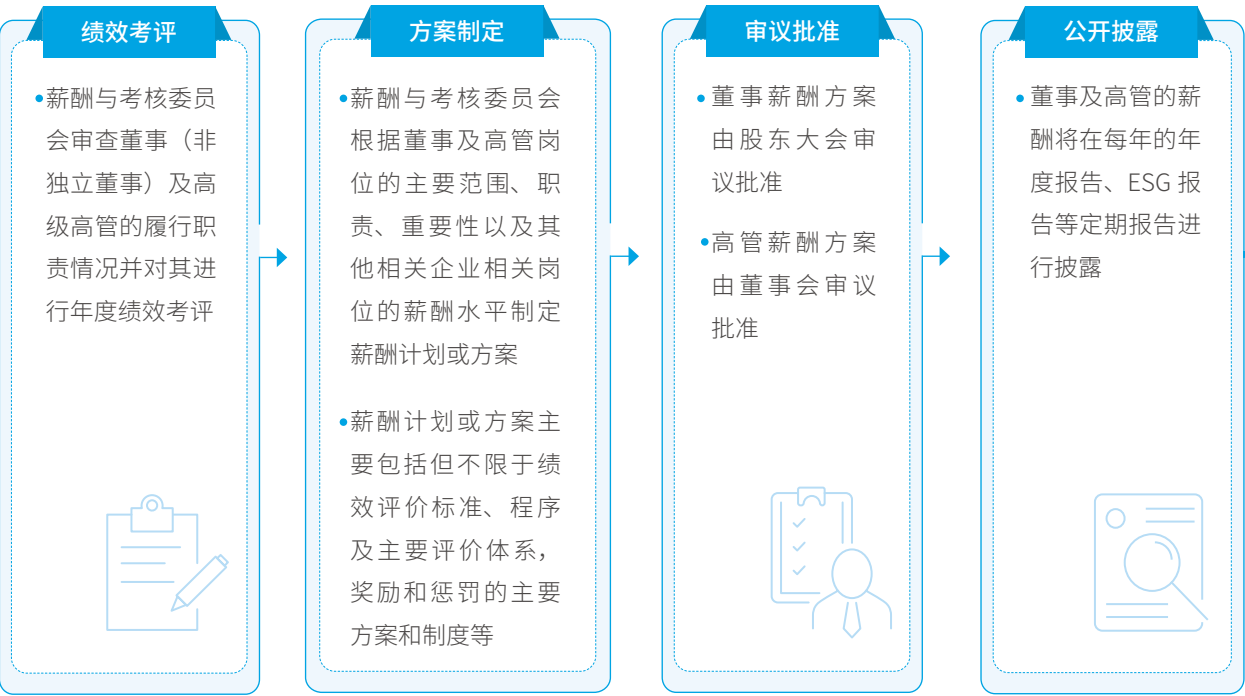 绩效考评
•薪酬与考核委员
会审查董事（非
独立董事）及高
级高管的履行职
责情况并对其进
行年度绩效考评
方案制定
•薪酬与考核委员会
根据董事及高管岗
位的主要范围、职
责、重要性以及其
他相关企业相关岗
位的薪酬水平制定
薪酬计划或方案
•薪酬计划或方案主
要包括但不限于绩
效评价标准、程序
及主要评价体系，
奖励和惩罚的主要
方案和制度等
审议批准
•董事薪酬方案
由股东大会审
议批准
•高管薪酬方案
由董事会审议
批准
公开披露
•董事及高管的薪
酬将在每年的年
度报告、ESG 报
告等定期报告进
行披露